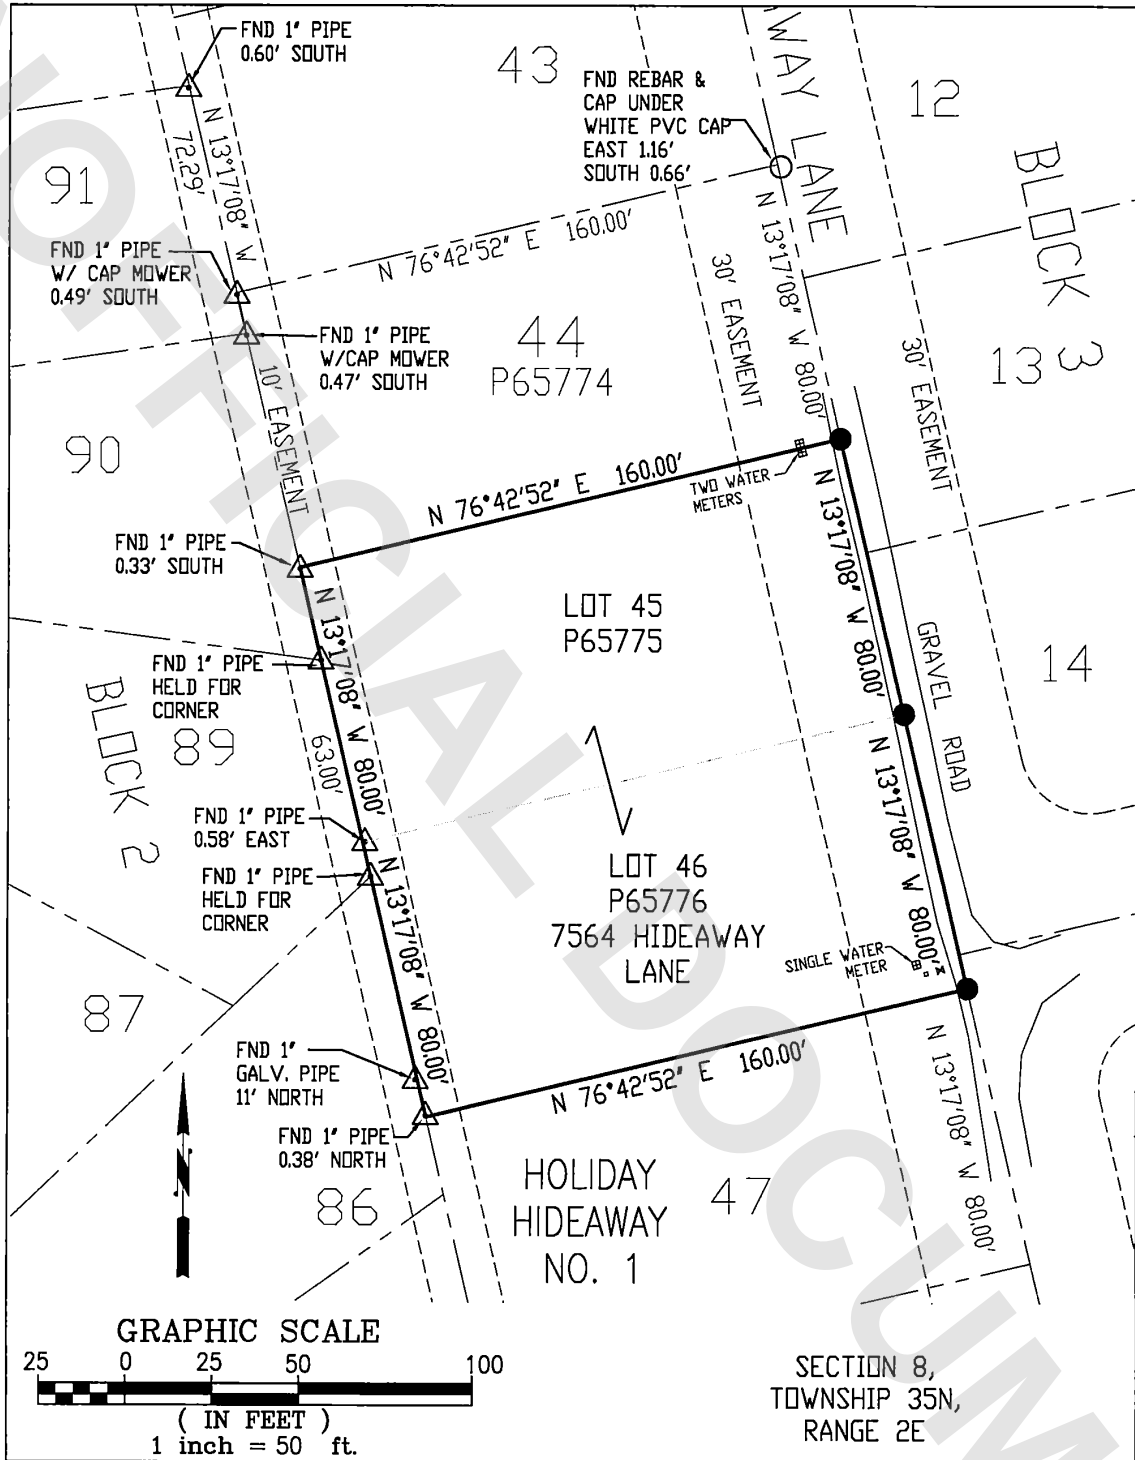 FND 1" PIPE
0.60' SOUTH
43
FND REBAR &
CAP UNDER
WHITE PVC CAP
EAST 1.16'
SOUTH 0.66'
AWAY LANE
12
BLOCK 3
N 13°17'08" W
72.29'
91
N 76°42'52" E 160.00'
N 13°17'08" W 80.00'
FND 1" PIPE
W/ CAP MOWER
0.49' SOUTH
30' EASEMENT
FND 1" PIPE
W/CAP MOWER
0.47' SOUTH
44
P65774
13
30' EASEMENT
10' EASEMENT
90
N 76°42'52" E 160.00'
TWO WATER
METERS
FND 1" PIPE
0.33' SOUTH
N 13°17'08" W 80.00'
LOT 45
P65775
N 13°17'08" W 80.00'
GRAVEL ROAD
14
FND 1" PIPE
HELD FOR
CORNER
BLOCK 2
89
63.00'
FND 1" PIPE
0.58' EAST
N 13°17'08" W 80.00'
FND 1" PIPE
HELD FOR
CORNER
N 13°17'08" W 80.00'
LOT 46
P65776
7564 HIDEAWAY
LANE
SINGLE WATER
METER
87
FND 1"
GALV. PIPE
11' NORTH
N 76°42'52" E 160.00'
N 13°17'08" W 80.00'
FND 1" PIPE
0.38' NORTH
N
86
HOLIDAY
HIDEAWAY
NO. 1
47
GRAPHIC SCALE
25 0 25 50 100
( IN FEET )
1 inch = 50 ft.
SECTION 8,
TOWNSHIP 35N,
RANGE 2E
UNOFFICIAL DOCUM